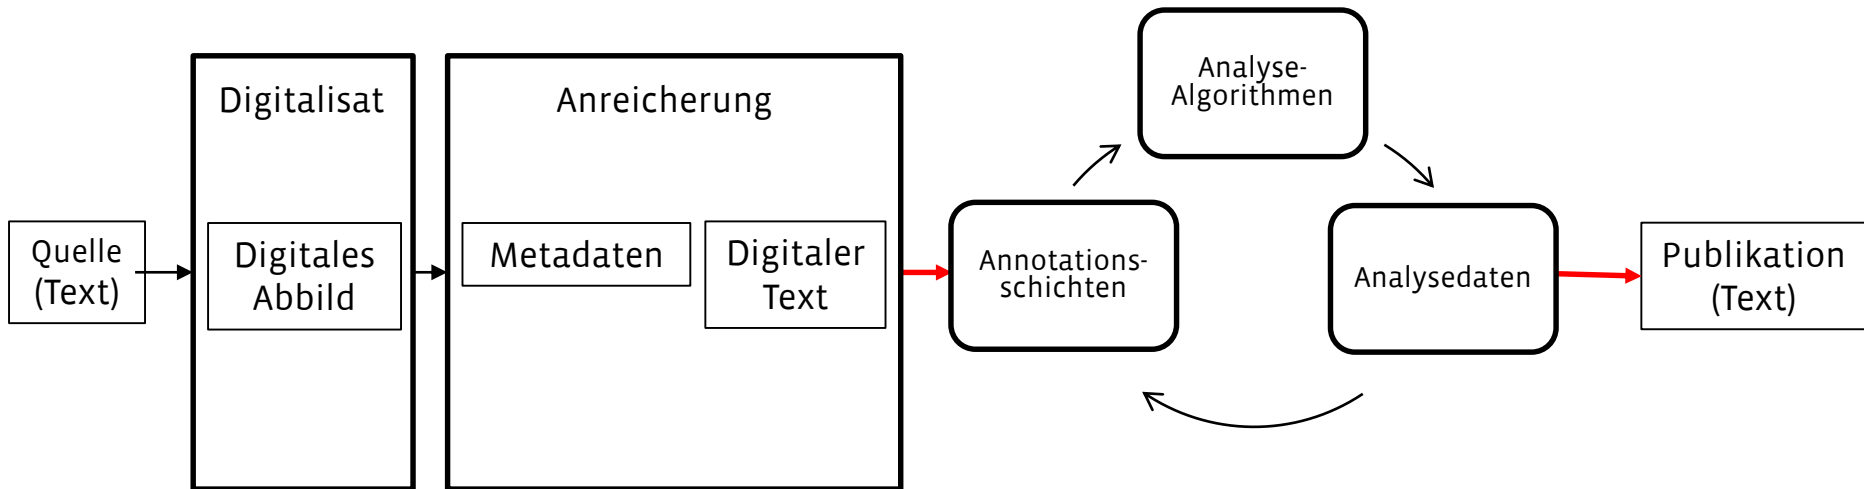 Quelle
(Text)
Digitalisat
Digitales
Abbild
Anreicherung
Metadaten
Digitaler
Text
Annotations-
schichten
Analyse-
Algorithmen
Analysedaten
Publikation
(Text)